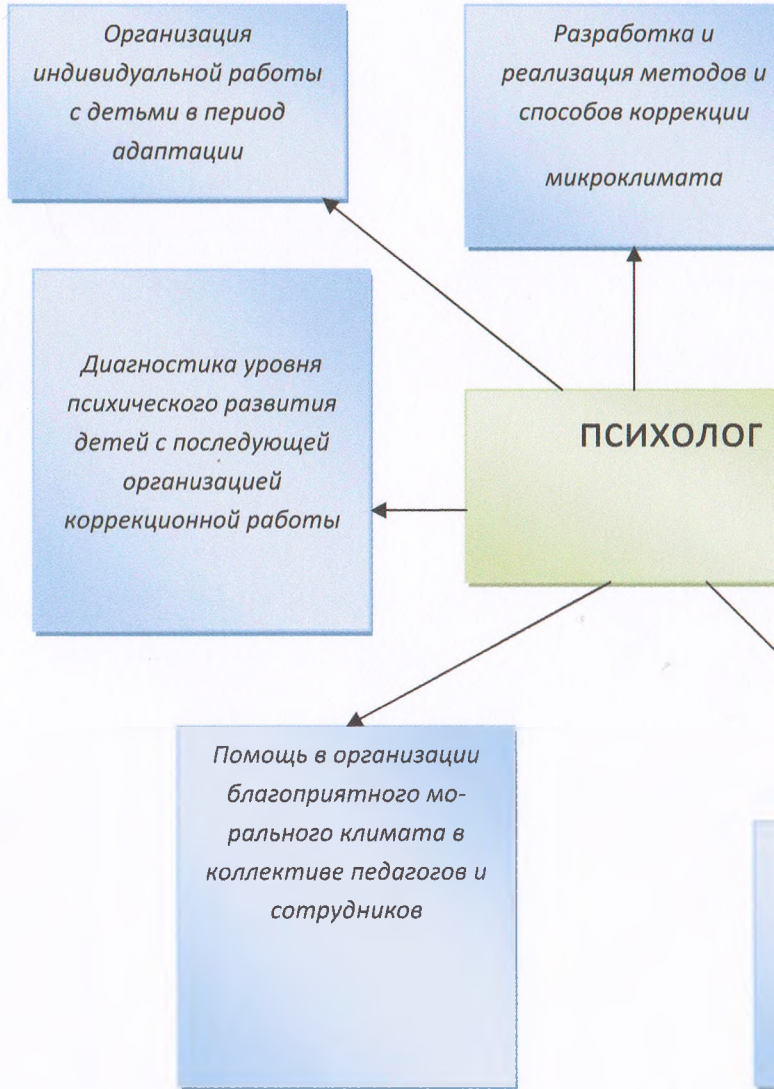 Организация
индивидуальной работы
с детьми в период
адаптации
Разработка и
реализация методов и
способов коррекции
микроклимата
Диагностика уровня
психического развития
детей с последующей
организацией
коррекционной работы
ПСИХОЛОГ
Помощь в организации
благоприятного мо-
рального климата в
коллективе педагогов и
сотрудников